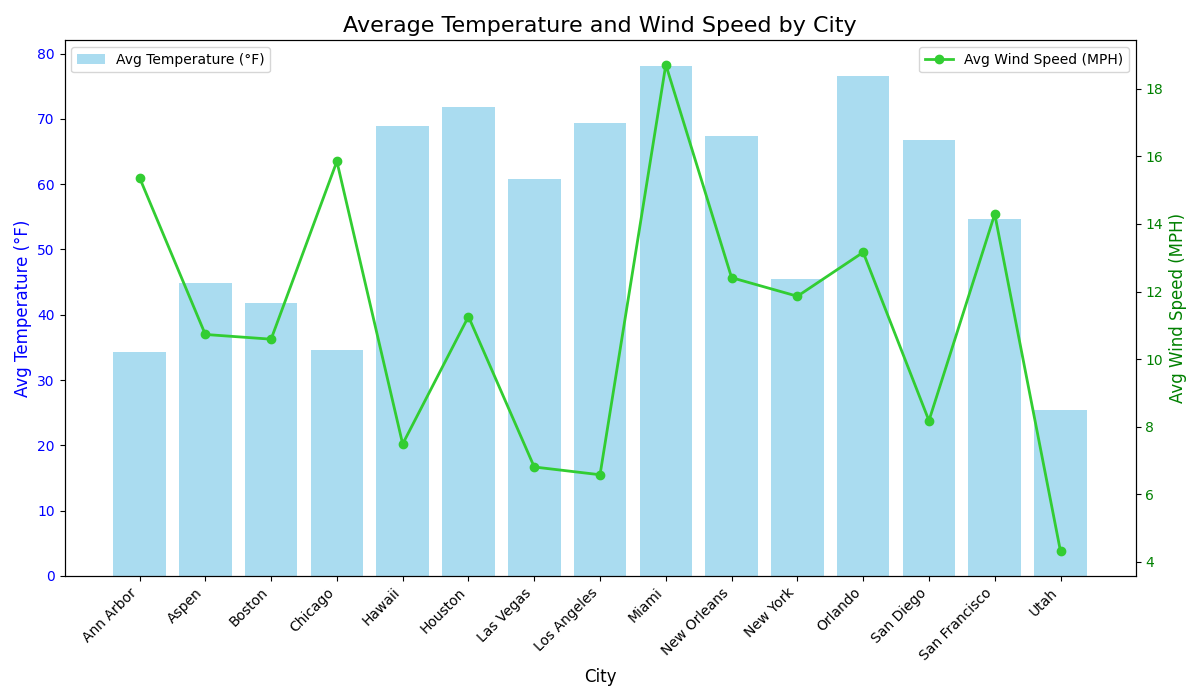 Average Temperature and Wind Speed by City
Avg Temperature (°F)
Avg Wind Speed (MPH)
Avg Temperature (°F)
80
70
60
50
40
30
20
10
0
Avg Wind Speed (MPH)
18
16
14
12
10
8
6
4
Ann Arbor
Aspen
Boston
Chicago
Hawaii
Houston
Las Vegas
Los Angeles
Miami
New Orleans
New York
Orlando
San Diego
San Francisco
Utah
City